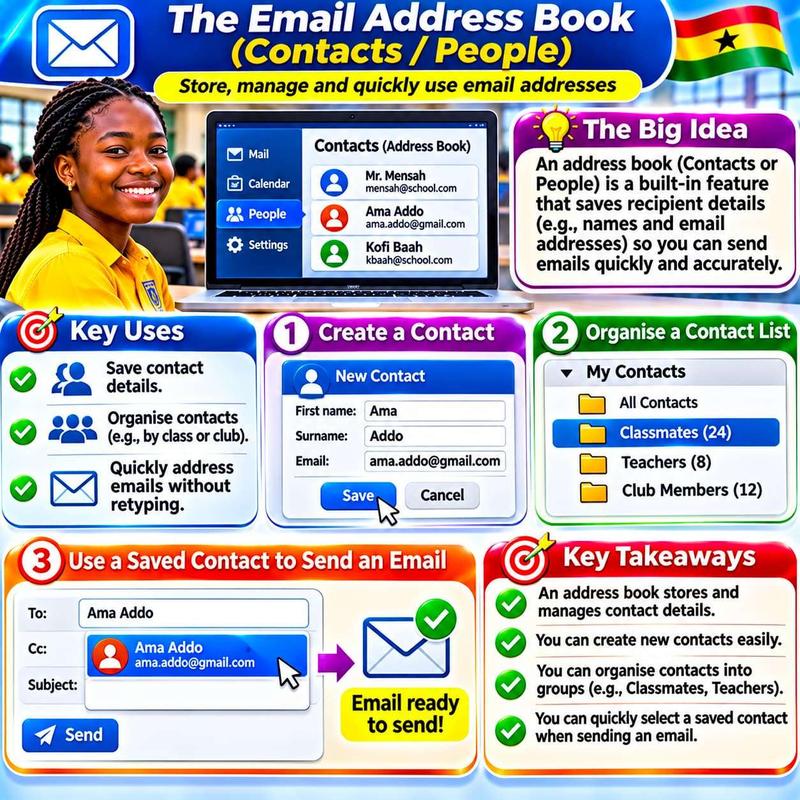 The Email Address Book
(Contacts / People)
Store, manage and quickly use email addresses
Mail
Calendar
People
Settings
Contacts (Address Book)
Mr. Mensah
mensah@school.com
Ama Addo
ama.addo@gmail.com
Kofi Baah
kbaah@school.com
The Big Idea
An address book (Contacts or
People) is a built-in feature
that saves recipient details
(e.g., names and email
addresses) so you can send
emails quickly and accurately.
Key Uses
Save contact
details.
Organise contacts
(e.g., by class or club).
Quickly address
emails without
retyping.
1 Create a Contact
New Contact
First name: Ama
Surname: Addo
Email: ama.addo@gmail.com
Save Cancel
2 Organise a Contact List
My Contacts
All Contacts
Classmates (24)
Teachers (8)
Club Members (12)
3 Use a Saved Contact to Send an Email
To: Ama Addo
Cc:
Ama Addo
ama.addo@gmail.com
Subject:
Send
Email ready
to send!
Key Takeaways
An address book stores and
manages contact details.
You can create new contacts easily.
You can organise contacts into
groups (e.g., Classmates, Teachers).
You can quickly select a saved contact
when sending an email.